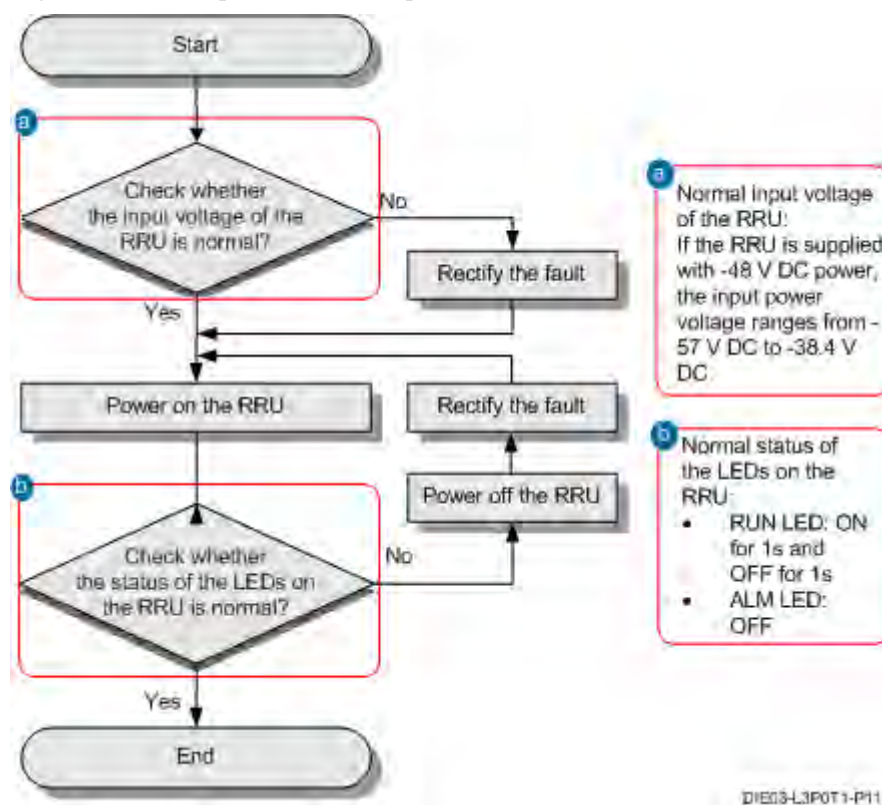 Start
a
Check whether
the input voltage of the
RRU is normal?
No
Rectify the fault
Yes
Power on the RRU
Rectify the fault
Power off the RRU
b
Check whether
the status of the LEDs on
the RRU is normal?
No
Yes
End
a
Normal input voltage
of the RRU:
If the RRU is supplied
with -48 V DC power,
the input power
voltage ranges from -
57 V DC to -38.4 V
DC
b
Normal status of
the LEDs on the
RRU:
• RUN LED: ON
for 1s and
OFF for 1s
• ALM LED:
OFF
DIE03-L3P0T1-P11